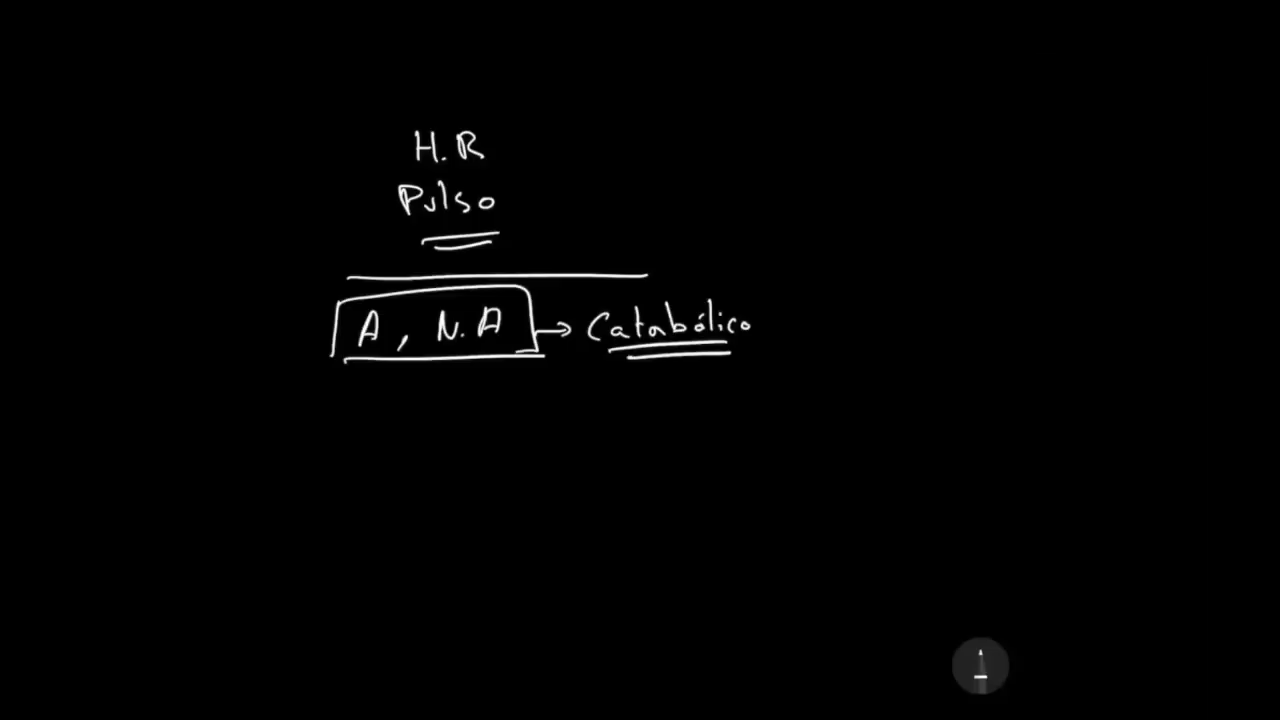 H.R
Pulso
A, N.A → Catabólico